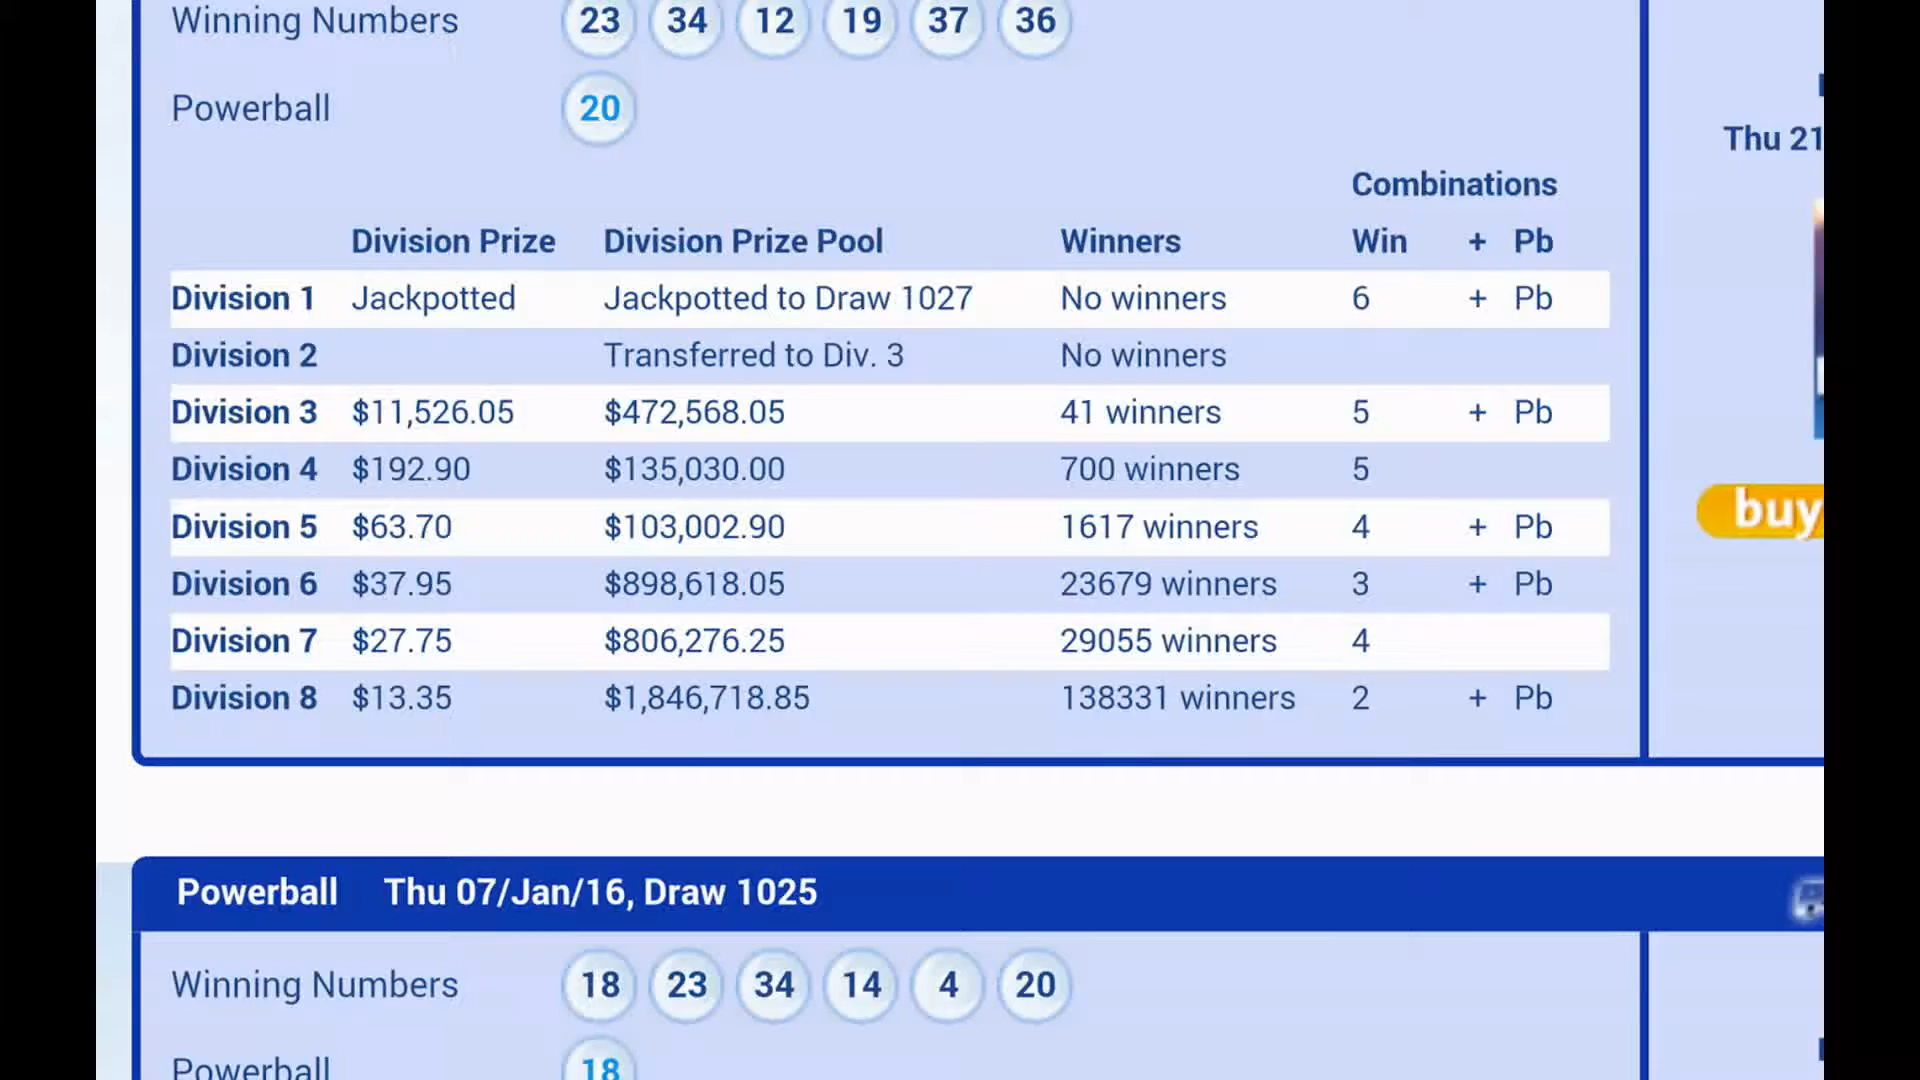 Winning Numbers 23 34 12 19 37 36
Powerball 20
Thu 21
Combinations
Division Prize Division Prize Pool Winners Win + Pb
Division 1 Jackpotted Jackpotted to Draw 1027 No winners 6 + Pb
Division 2 Transferred to Div. 3 No winners
Division 3 $11,526.05 $472,568.05 41 winners 5 + Pb
Division 4 $192.90 $135,030.00 700 winners 5
Division 5 $63.70 $103,002.90 1617 winners 4 + Pb
buy
Division 6 $37.95 $898,618.05 23679 winners 3 + Pb
Division 7 $27.75 $806,276.25 29055 winners 4
Division 8 $13.35 $1,846,718.85 138331 winners 2 + Pb
Powerball Thu 07/Jan/16, Draw 1025
Winning Numbers 18 23 34 14 4 20
Powerball 18